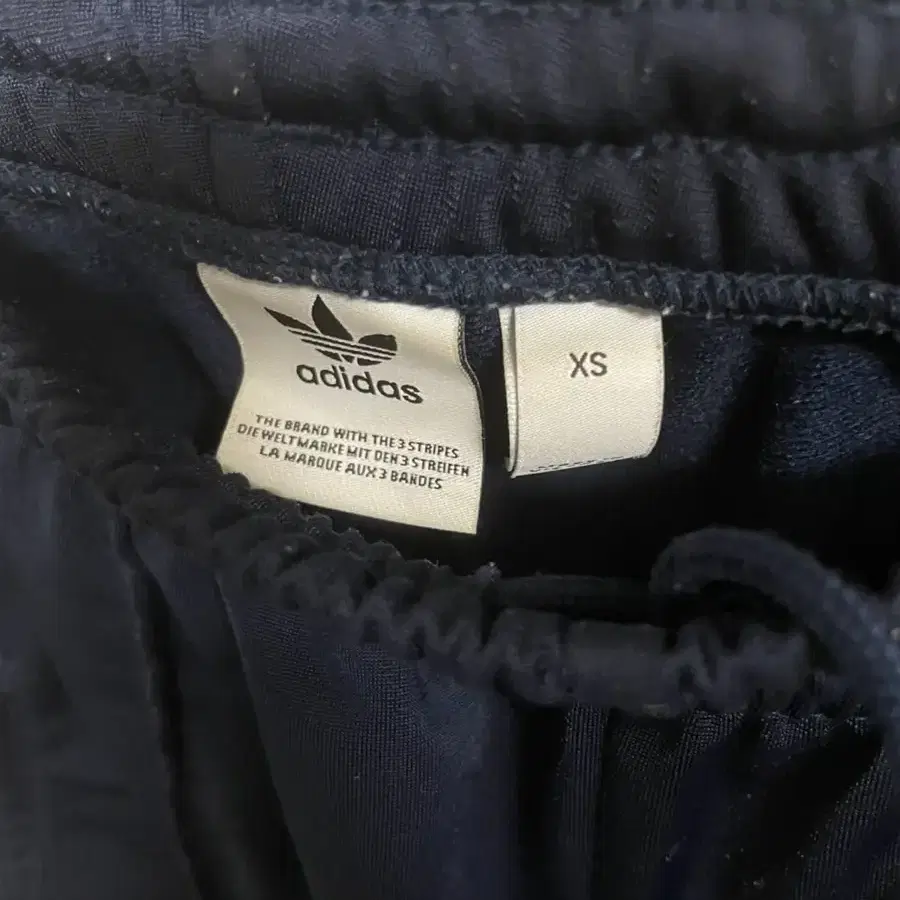 adidas
THE BRAND WITH THE 3 STRIPES
DIE WELTMARKE MIT DEN 3 STREIFEN
LA MARQUE AUX 3 BANDES
XS